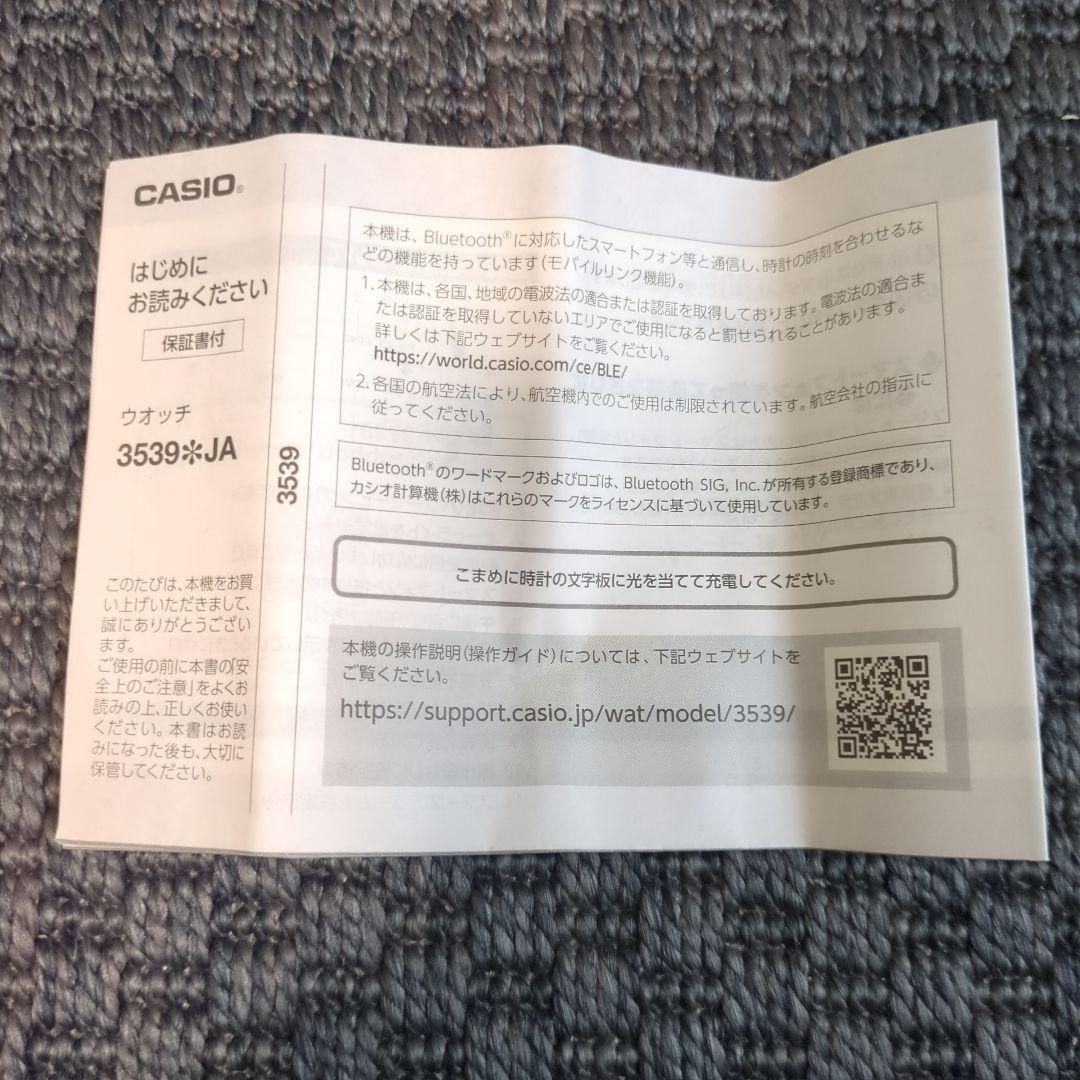 CASIO®
はじめに
お読みください
保証書付
ウオッチ
3539✽JA
このたびは、本機をお買
い上げいただきまして、
誠にありがとうござい
ます。
ご使用の前に本書の「安
全上のご注意」をよくお
読みの上、正しくお使い
ください。本書はお読
みになった後も、大切に
保管してください。
3539
本機は、Bluetooth®に対応したスマートフォン等と通信し、時計の時刻を合わせるな
どの機能を持っています(モバイルリンク機能)。
1.本機は、各国、地域の電波法の適合または認証を取得しております。電波法の適合ま
たは認証を取得していないエリアでご使用になると罰せられることがあります。
詳しくは下記ウェブサイトをご覧ください。
https://world.casio.com/ce/BLE/
2.各国の航空法により、航空機内でのご使用は制限されています。航空会社の指示に
従ってください。
Bluetooth®のワードマークおよびロゴは、Bluetooth SIG, Inc.が所有する登録商標であり、
カシオ計算機(株)はこれらのマークをライセンスに基づいて使用しています。
こまめに時計の文字板に光を当てて充電してください。
本機の操作説明(操作ガイド)については、下記ウェブサイトを
ご覧ください。
https://support.casio.jp/wat/model/3539/